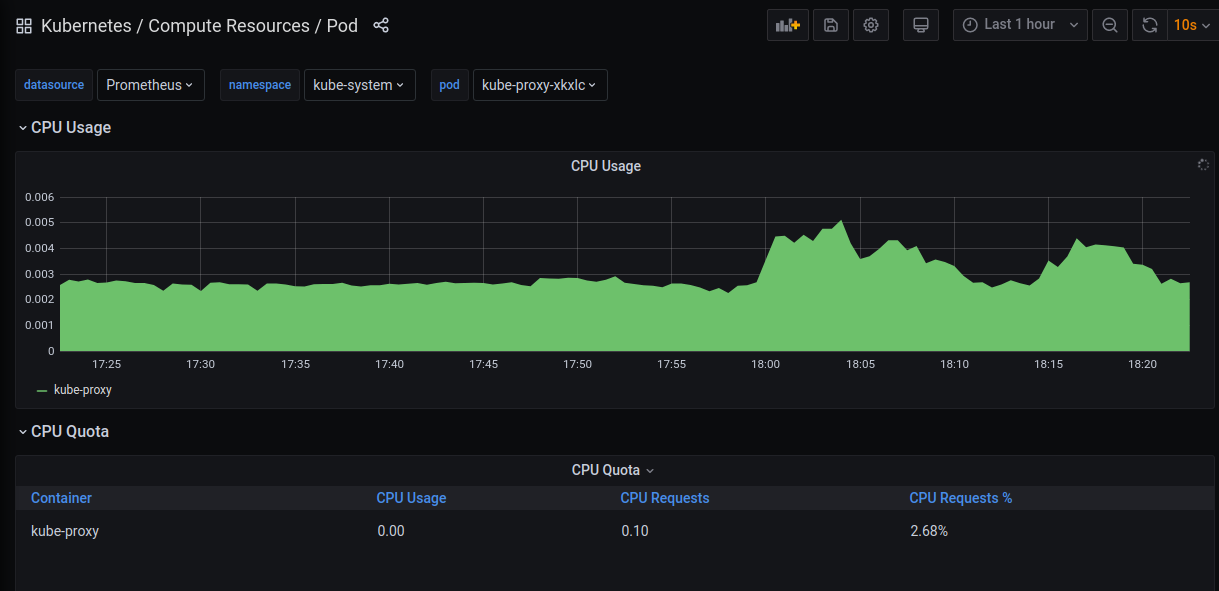 Kubernetes / Compute Resources / Pod Last 1 hour 10s
datasource Prometheus namespace kube-system pod kube-proxy-xkxlc
CPU Usage
CPU Usage
0.006
0.005
0.004
0.003
0.002
0.001
0
17:25 17:30 17:35 17:40 17:45 17:50 17:55 18:00 18:05 18:10 18:15 18:20
kube-proxy
CPU Quota
CPU Quota
Container CPU Usage CPU Requests CPU Requests %
kube-proxy 0.00 0.10 2.68%